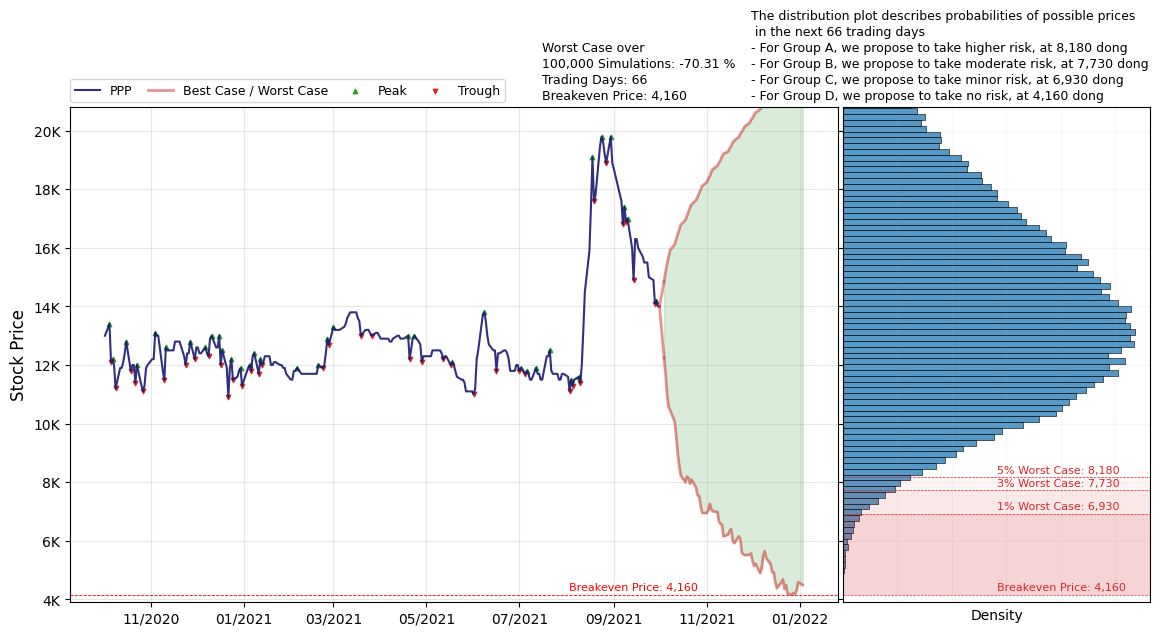 The distribution plot describes probabilities of possible prices
in the next 66 trading days
- For Group A, we propose to take higher risk, at 8,180 dong
- For Group B, we propose to take moderate risk, at 7,730 dong
- For Group C, we propose to take minor risk, at 6,930 dong
- For Group D, we propose to take no risk, at 4,160 dong
Worst Case over
100,000 Simulations: -70.31 %
Trading Days: 66
Breakeven Price: 4,160
PPP
Best Case / Worst Case
Peak
Trough
Stock Price
20K
18K
16K
14K
12K
10K
8K
6K
4K
Breakeven Price: 4,160
11/2020
01/2021
03/2021
05/2021
07/2021
09/2021
11/2021
01/2022
5% Worst Case: 8,180
3% Worst Case: 7,730
1% Worst Case: 6,930
Breakeven Price: 4,160
Density